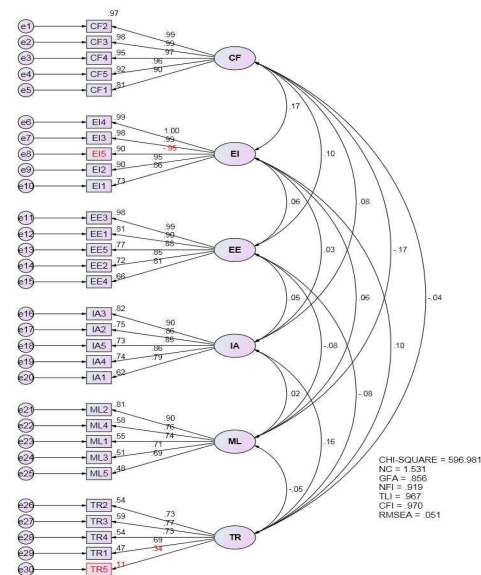 .97
e1 CF2 .99
e2 CF3 .98 .99
e3 CF4 .95 .97 CF
e4 CF5 .92 .96
e5 CF1 .81 .90
.17
e6 EI4 .99 1.00 .10
e7 EI3 .98 .99
e8 EI5 .90 -.95 EI
e9 EI2 .90 .95
e10 EI1 .73 .86
.06 .08
e11 EE3 .98 .99
e12 EE1 .81 .90 .03 -.17
e13 EE5 .77 .88 EE
e14 EE2 .72 .85
e15 EE4 .66 .81
.05 .06 -.04
e16 IA3 .82 .90
e17 IA2 .75 .86 -.08 .10
e18 IA5 .73 .85 IA
e19 IA4 .74 .86
e20 IA1 .62 .79
.02 -.08
e21 ML2 .81 .90 .16
e22 ML4 .58 .76
e23 ML1 .55 .74 ML
e24 ML3 .51 .71
e25 ML5 .48 .69
-.05
e26 TR2 .54 .73
e27 TR3 .59 .77
e28 TR4 .54 .73 TR
e29 TR1 .47 .69
e30 TR5 .11 .34
CHI-SQUARE = 596.981
NC = 1.531
GFA = .856
NFI = .919
TLI = .967
CFI = .970
RMSEA = .051